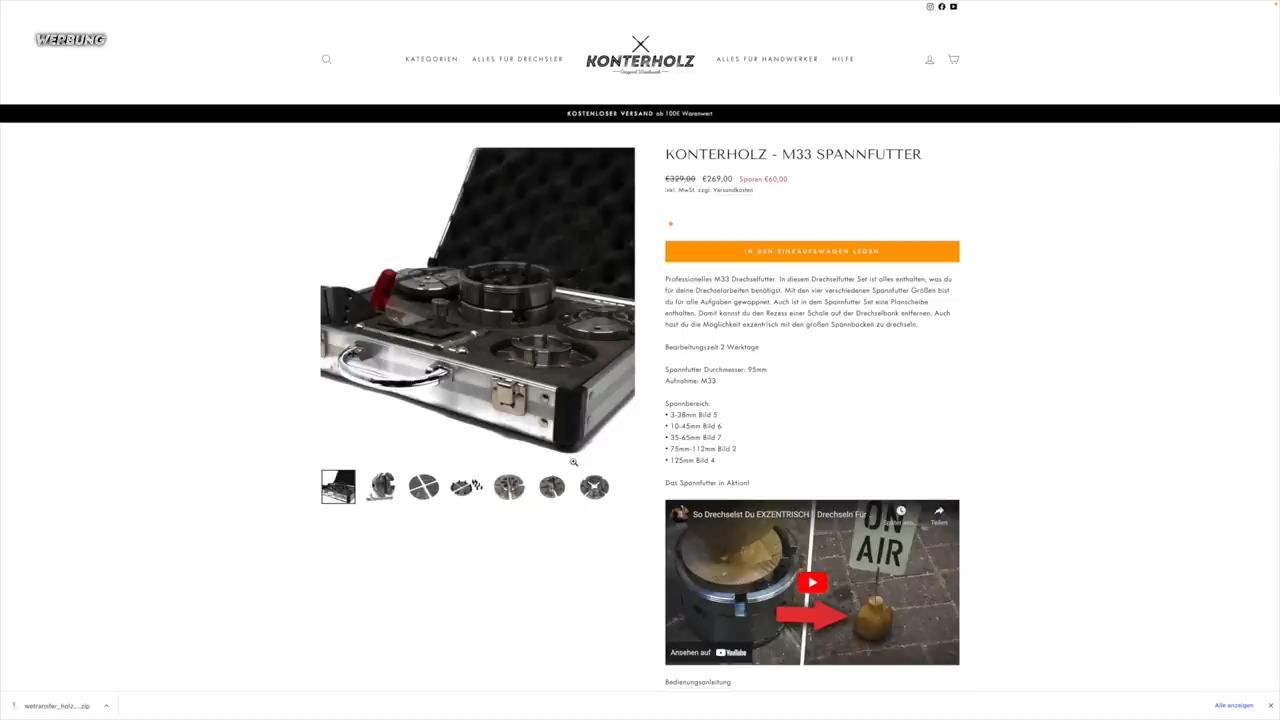 WERBUNG
KATEGORIEN
ALLES FÜR DRECHSLER
KONTERHOLZ
ALLES FÜR HANDWERKER
HILFE
KOSTENLOSER VERSAND ab 100€ Warenwert
KONTERHOLZ - M33 SPANNFUTTER
€329,00 €269,00 Sparen €60,00
inkl. MwSt. zzgl. Versandkosten
IN DEN EINKAUFSWAGEN LEGEN
Professionelles M33 Drechselfutter. In diesem Drechselfutter Set ist alles enthalten, was du
für deine Drechselarbeiten benötigst. Mit den vier verschiedenen Spannfutter Größen bist
du für alle Aufgaben gewappnet. Auch ist in dem Spannfutter Set eine Planscheibe
enthalten. Damit kannst du den Rezess einer Schale auf der Drechselbank entfernen. Auch
hast du die Möglichkeit exzentrisch mit den großen Spannbacken zu drechseln.
Bearbeitungszeit 2 Werktage
Spannfutter Durchmesser: 95mm
Aufnahme: M33
Spannbereich:
• 3-38mm Bild 5
• 10-45mm Bild 6
• 35-65mm Bild 7
• 75mm-112mm Bild 2
• 125mm Bild 4
Das Spannfutter in Aktion!
So Drechselst Du EXZENTRISCH | Drechseln Für ...
Später ans...
Teilen
ON
AIR
Ansehen auf YouTube
Bedienungsanleitung
wetransfer_holz....zip
Alle anzeigen